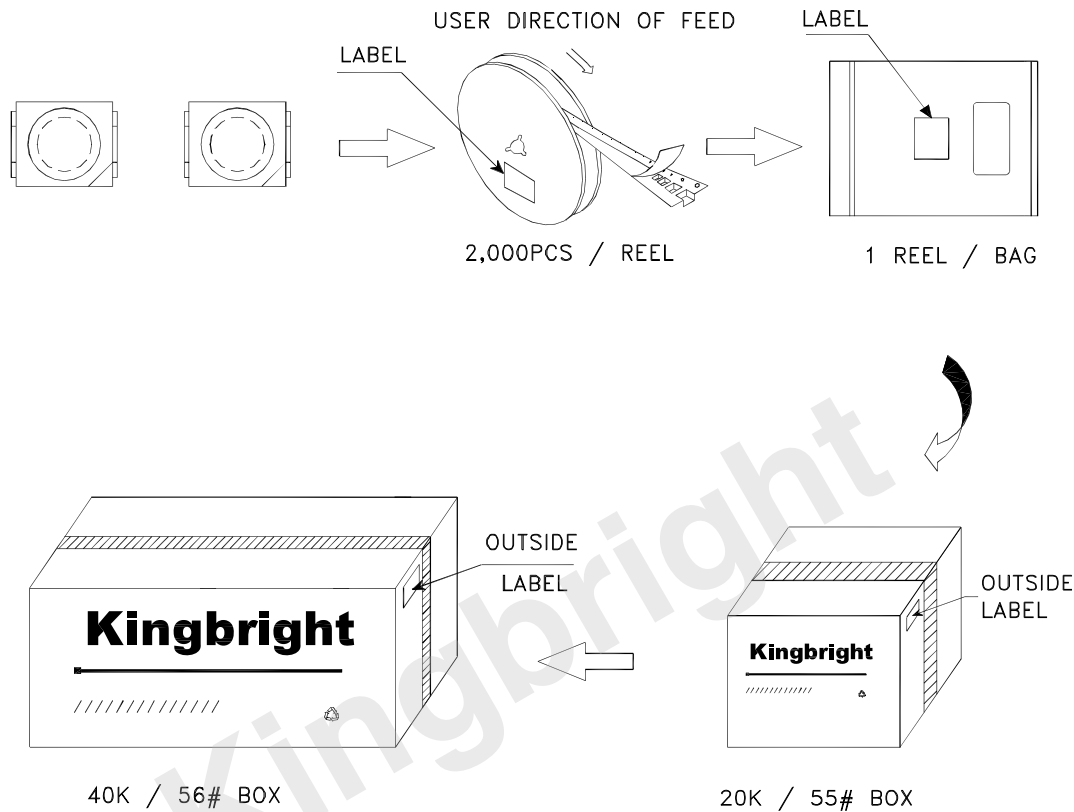 USER DIRECTION OF FEED
LABEL
LABEL
2,000PCS / REEL
1 REEL / BAG
OUTSIDE
LABEL
Kingbright
OUTSIDE
LABEL
Kingbright
40K / 56# BOX
20K / 55# BOX
Kingbright